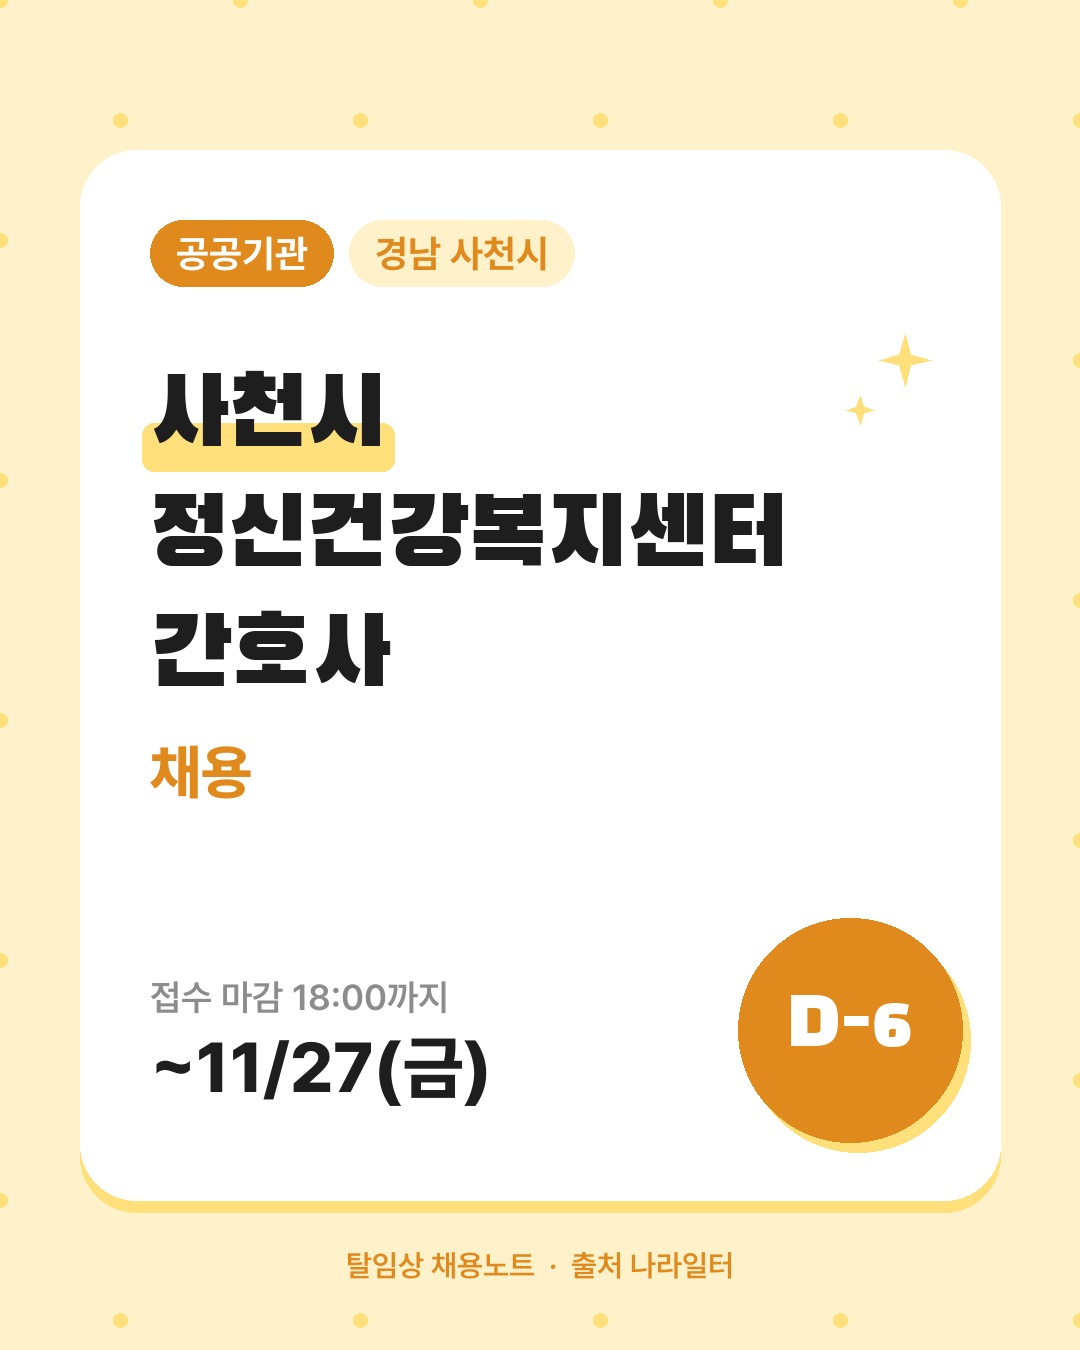 공공기관 경남 사천시
사천시
정신건강복지센터
간호사
채용
접수 마감 18:00까지
~11/27(금)
D-6
탈임상 채용노트 · 출처 나라일터